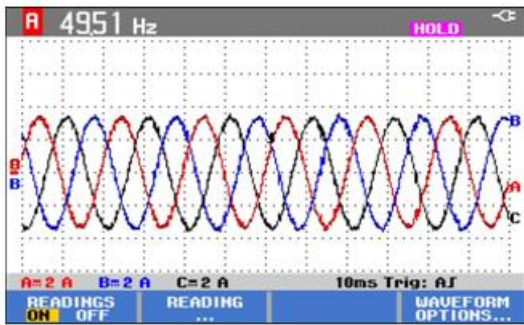 A 49.51 Hz
HOLD
B
A
B
A
C
A=2 A B=2 A C=2 A 10ms Trig: A∫
READINGS READING WAVEFORM
ON OFF ... OPTIONS...